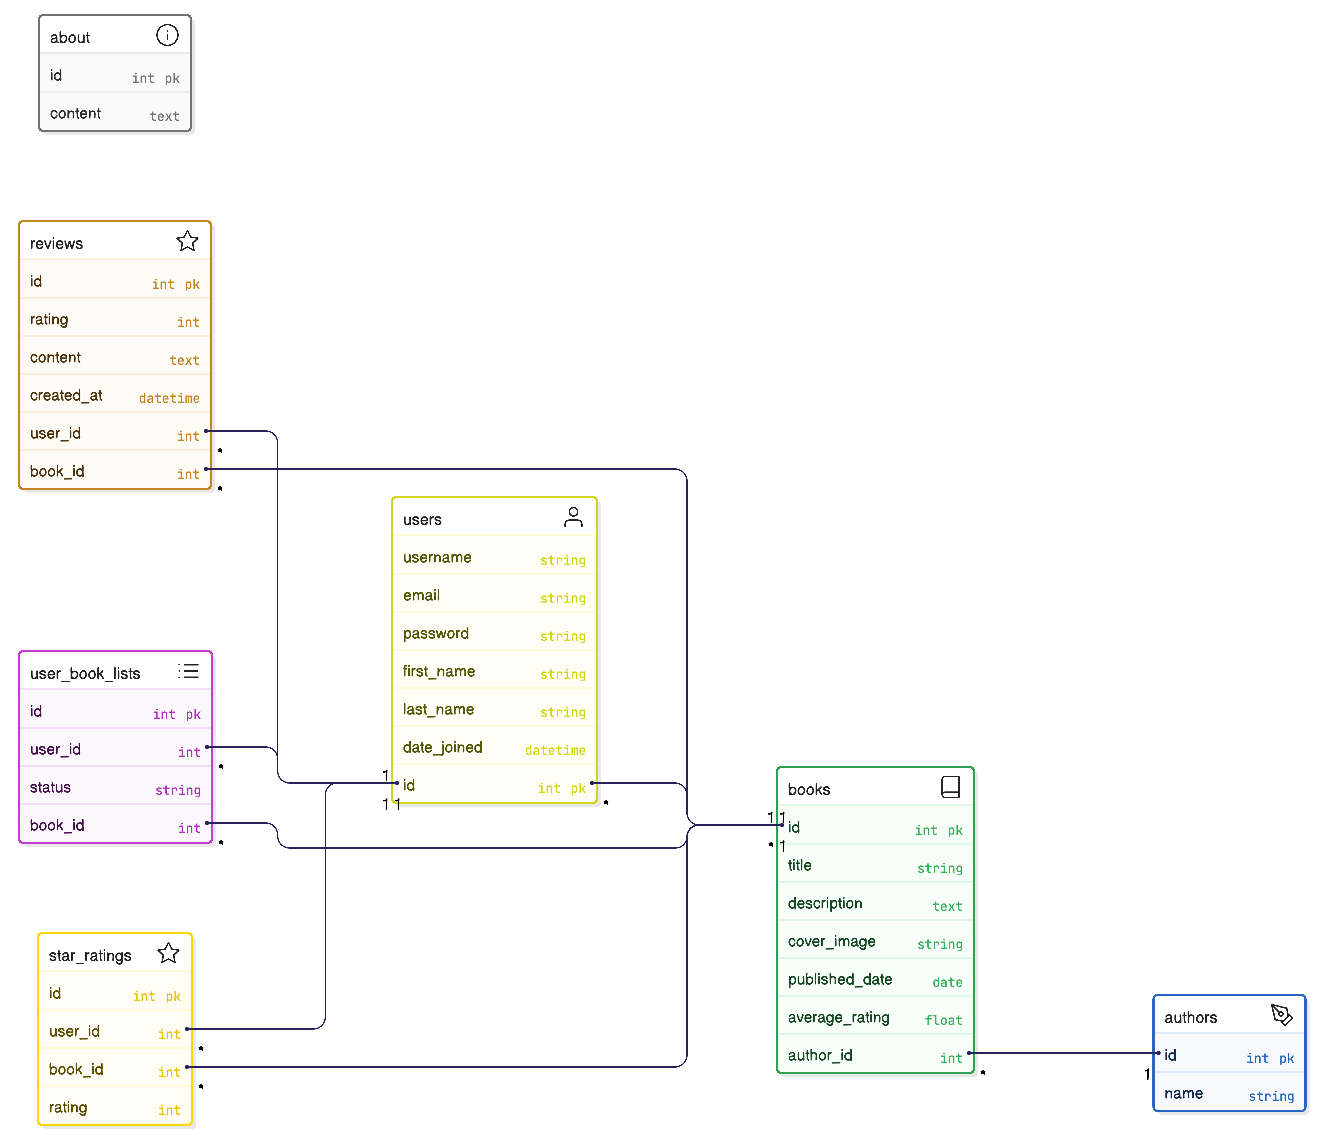 about
id int pk
content text
reviews
id int pk
rating int
content text
created_at datetime
user_id int
*
book_id int
*
users
username string
email string
password string
first_name string
last_name string
date_joined datetime
1
id int pk
1 1
*
user_book_lists
id int pk
user_id int
*
status string
book_id int
*
books
1 1
id int pk
* 1
title string
description text
cover_image string
published_date date
average_rating float
author_id int
*
star_ratings
id int pk
user_id int
*
book_id int
*
rating int
authors
id int pk
1
name string